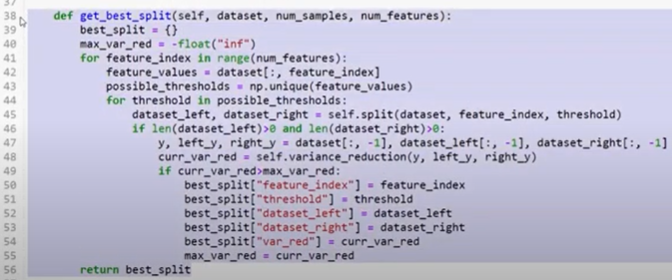 37
38 def get_best_split(self, dataset, num_samples, num_features):
39 best_split = {}
40 max_var_red = -float("inf")
41 for feature_index in range(num_features):
42 feature_values = dataset[:, feature_index]
43 possible_thresholds = np.unique(feature_values)
44 for threshold in possible_thresholds:
45 dataset_left, dataset_right = self.split(dataset, feature_index, threshold)
46 if len(dataset_left)>0 and len(dataset_right)>0:
47 y, left_y, right_y = dataset[:, -1], dataset_left[:, -1], dataset_right[:, -1]
48 curr_var_red = self.variance_reduction(y, left_y, right_y)
49 if curr_var_red>max_var_red:
50 best_split["feature_index"] = feature_index
51 best_split["threshold"] = threshold
52 best_split["dataset_left"] = dataset_left
53 best_split["dataset_right"] = dataset_right
54 best_split["var_red"] = curr_var_red
55 max_var_red = curr_var_red
56 return best_split